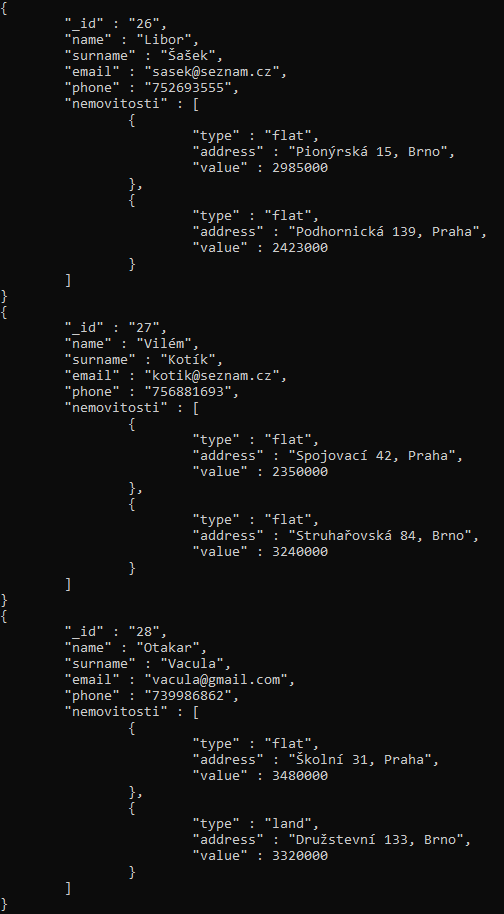 {
        "_id" : "26",
        "name" : "Libor",
        "surname" : "Šašek",
        "email" : "sasek@seznam.cz",
        "phone" : "752693555",
        "nemovitosti" : [
                {
                        "type" : "flat",
                        "address" : "Pionýrská 15, Brno",
                        "value" : 2985000
                },
                {
                        "type" : "flat",
                        "address" : "Podhornická 139, Praha",
                        "value" : 2423000
                }
        ]
}
{
        "_id" : "27",
        "name" : "Vilém",
        "surname" : "Kotík",
        "email" : "kotik@seznam.cz",
        "phone" : "756881693",
        "nemovitosti" : [
                {
                        "type" : "flat",
                        "address" : "Spojovací 42, Praha",
                        "value" : 2350000
                },
                {
                        "type" : "flat",
                        "address" : "Struhařovská 84, Brno",
                        "value" : 3240000
                }
        ]
}
{
        "_id" : "28",
        "name" : "Otakar",
        "surname" : "Vacula",
        "email" : "vacula@gmail.com",
        "phone" : "739986862",
        "nemovitosti" : [
                {
                        "type" : "flat",
                        "address" : "Školní 31, Praha",
                        "value" : 3480000
                },
                {
                        "type" : "land",
                        "address" : "Družstevní 133, Brno",
                        "value" : 3320000
                }
        ]
}